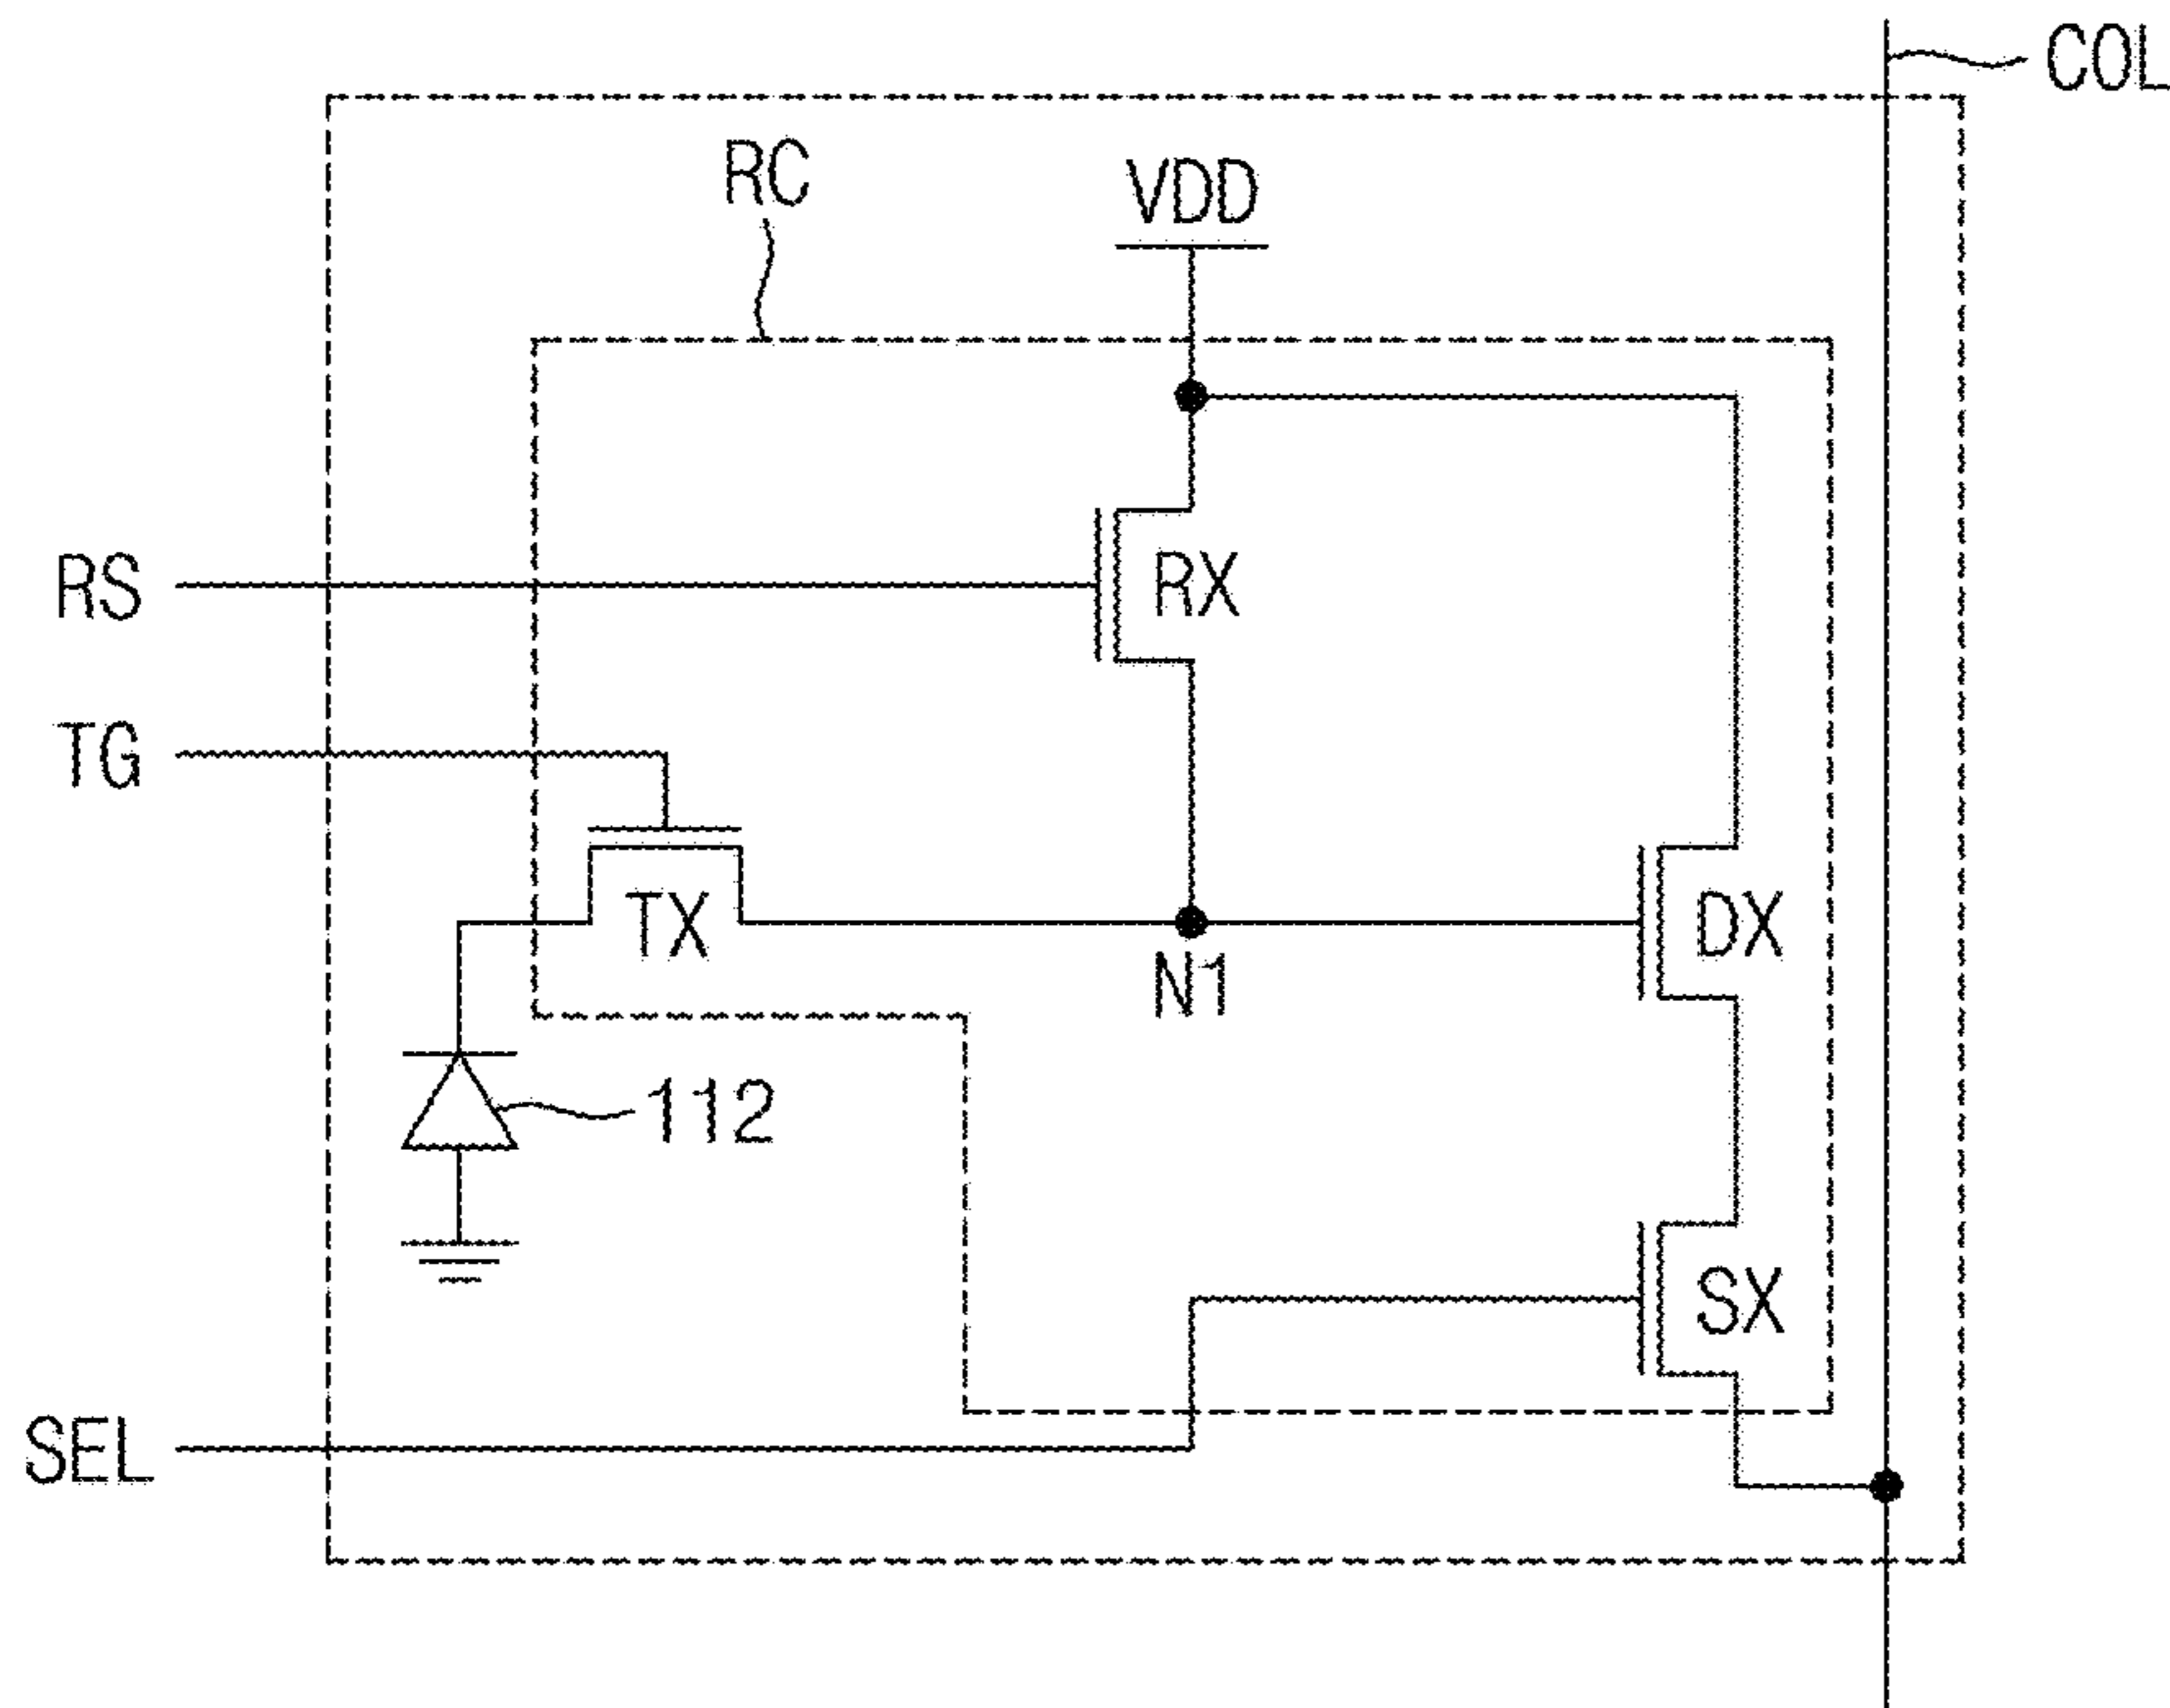 COL
RC
VDD
RS
RX
TG
TX
DX
N1
112
SX
SEL